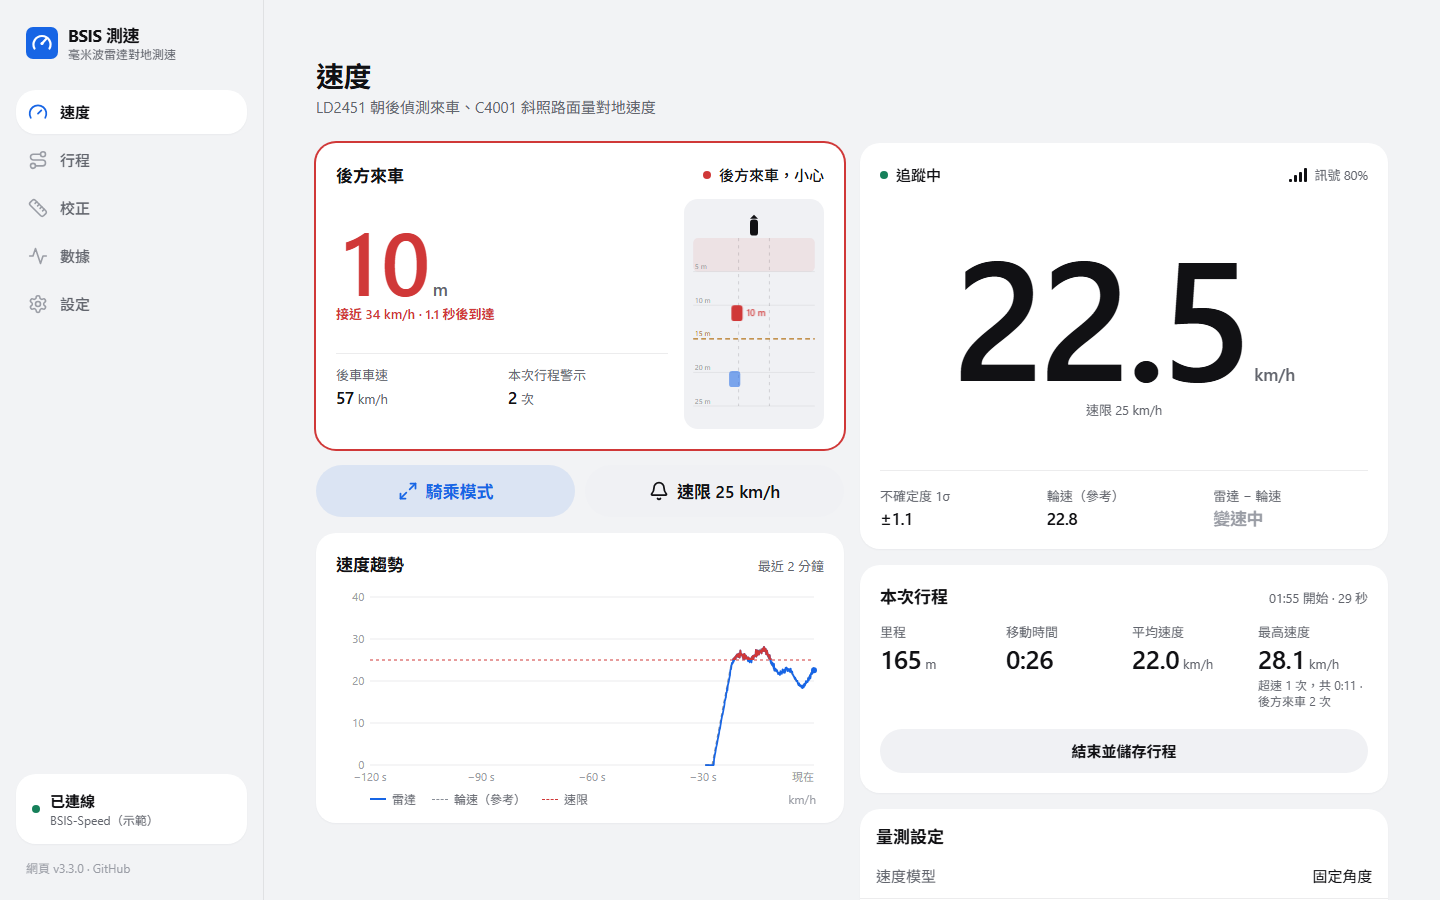 BSIS 測速
毫米波雷達對地測速
速度
行程
校正
數據
設定
已連線
BSIS-Speed（示範）
網頁 v3.3.0 · GitHub
速度
LD2451 朝後偵測來車、C4001 斜照路面量對地速度
後方來車
後方來車，小心
10 m
接近 34 km/h · 1.1 秒後到達
後車車速
57 km/h
本次行程警示
2 次
5 m
10 m
10 m
15 m
20 m
25 m
騎乘模式
速限 25 km/h
速度趨勢
最近 2 分鐘
40
30
20
10
0
−120 s
−90 s
−60 s
−30 s
現在
雷達
輪速（參考）
速限
km/h
追蹤中
訊號 80%
22.5 km/h
速限 25 km/h
不確定度 1σ
±1.1
輪速（參考）
22.8
雷達 − 輪速
變速中
本次行程
01:55 開始 · 29 秒
里程
165 m
移動時間
0:26
平均速度
22.0 km/h
最高速度
28.1 km/h
超速 1 次，共 0:11 ·
後方來車 2 次
結束並儲存行程
量測設定
速度模型
固定角度